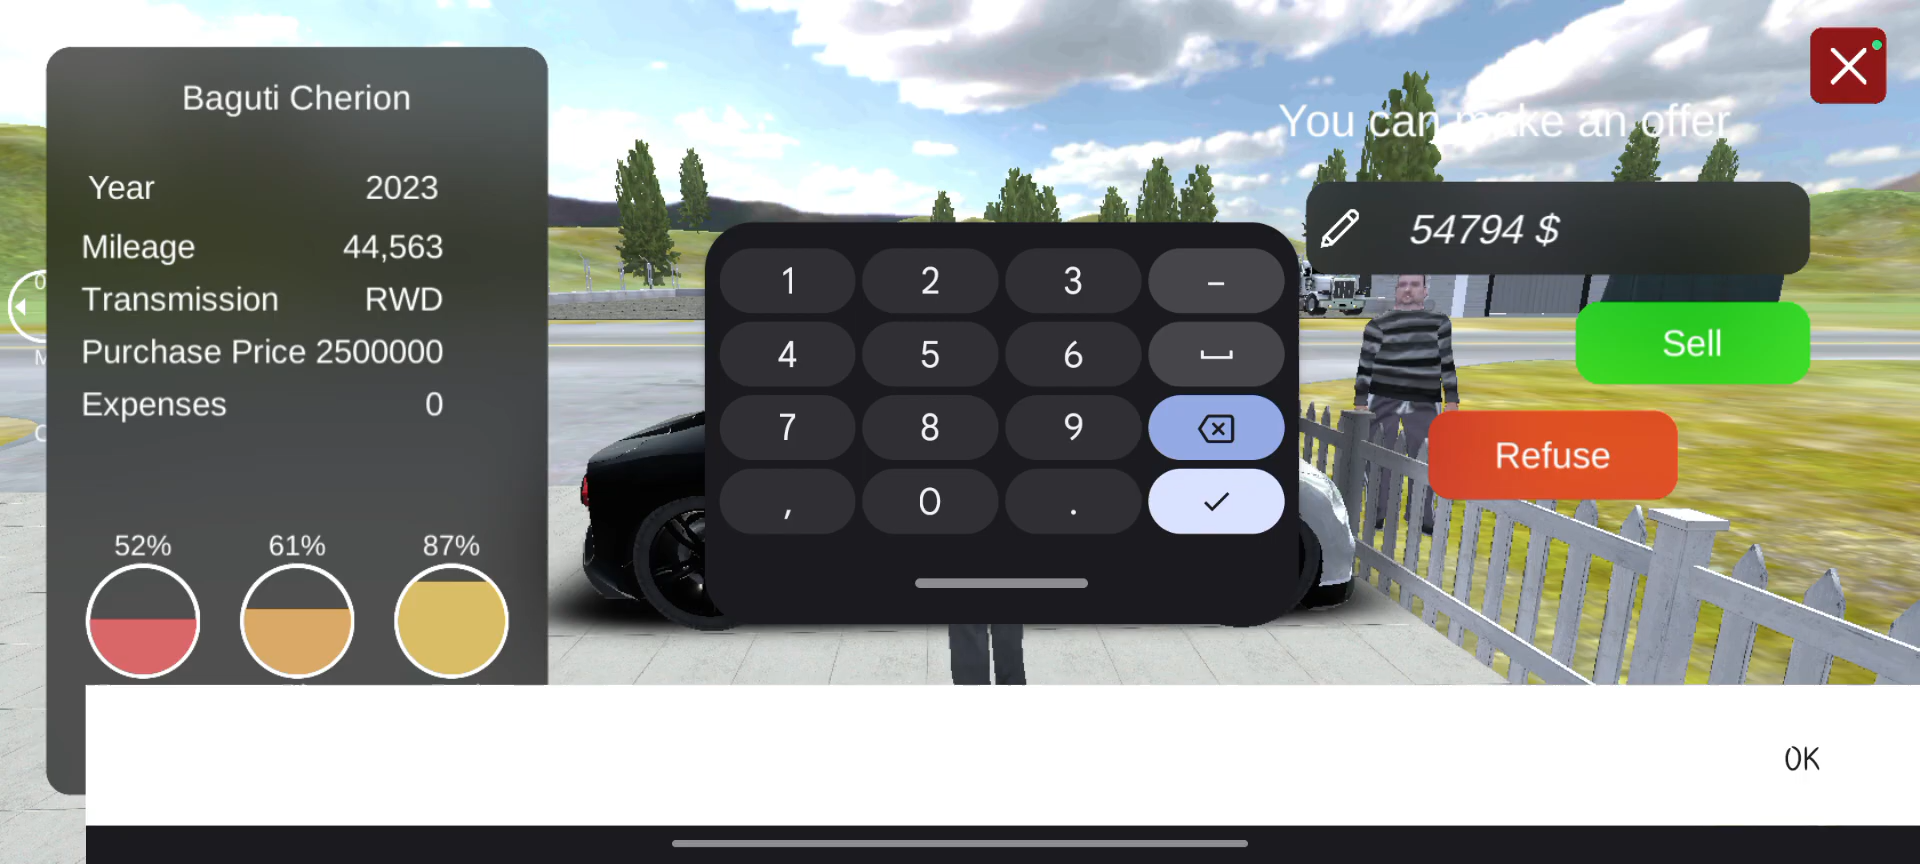 Baguti Cherion
Year 2023
Mileage 44,563
Transmission RWD
Purchase Price 2500000
Expenses 0
52% 61% 87%
You can make an offer
54794 $
Sell
Refuse
1 2 3 –
4 5 6
7 8 9
, 0 .
OK